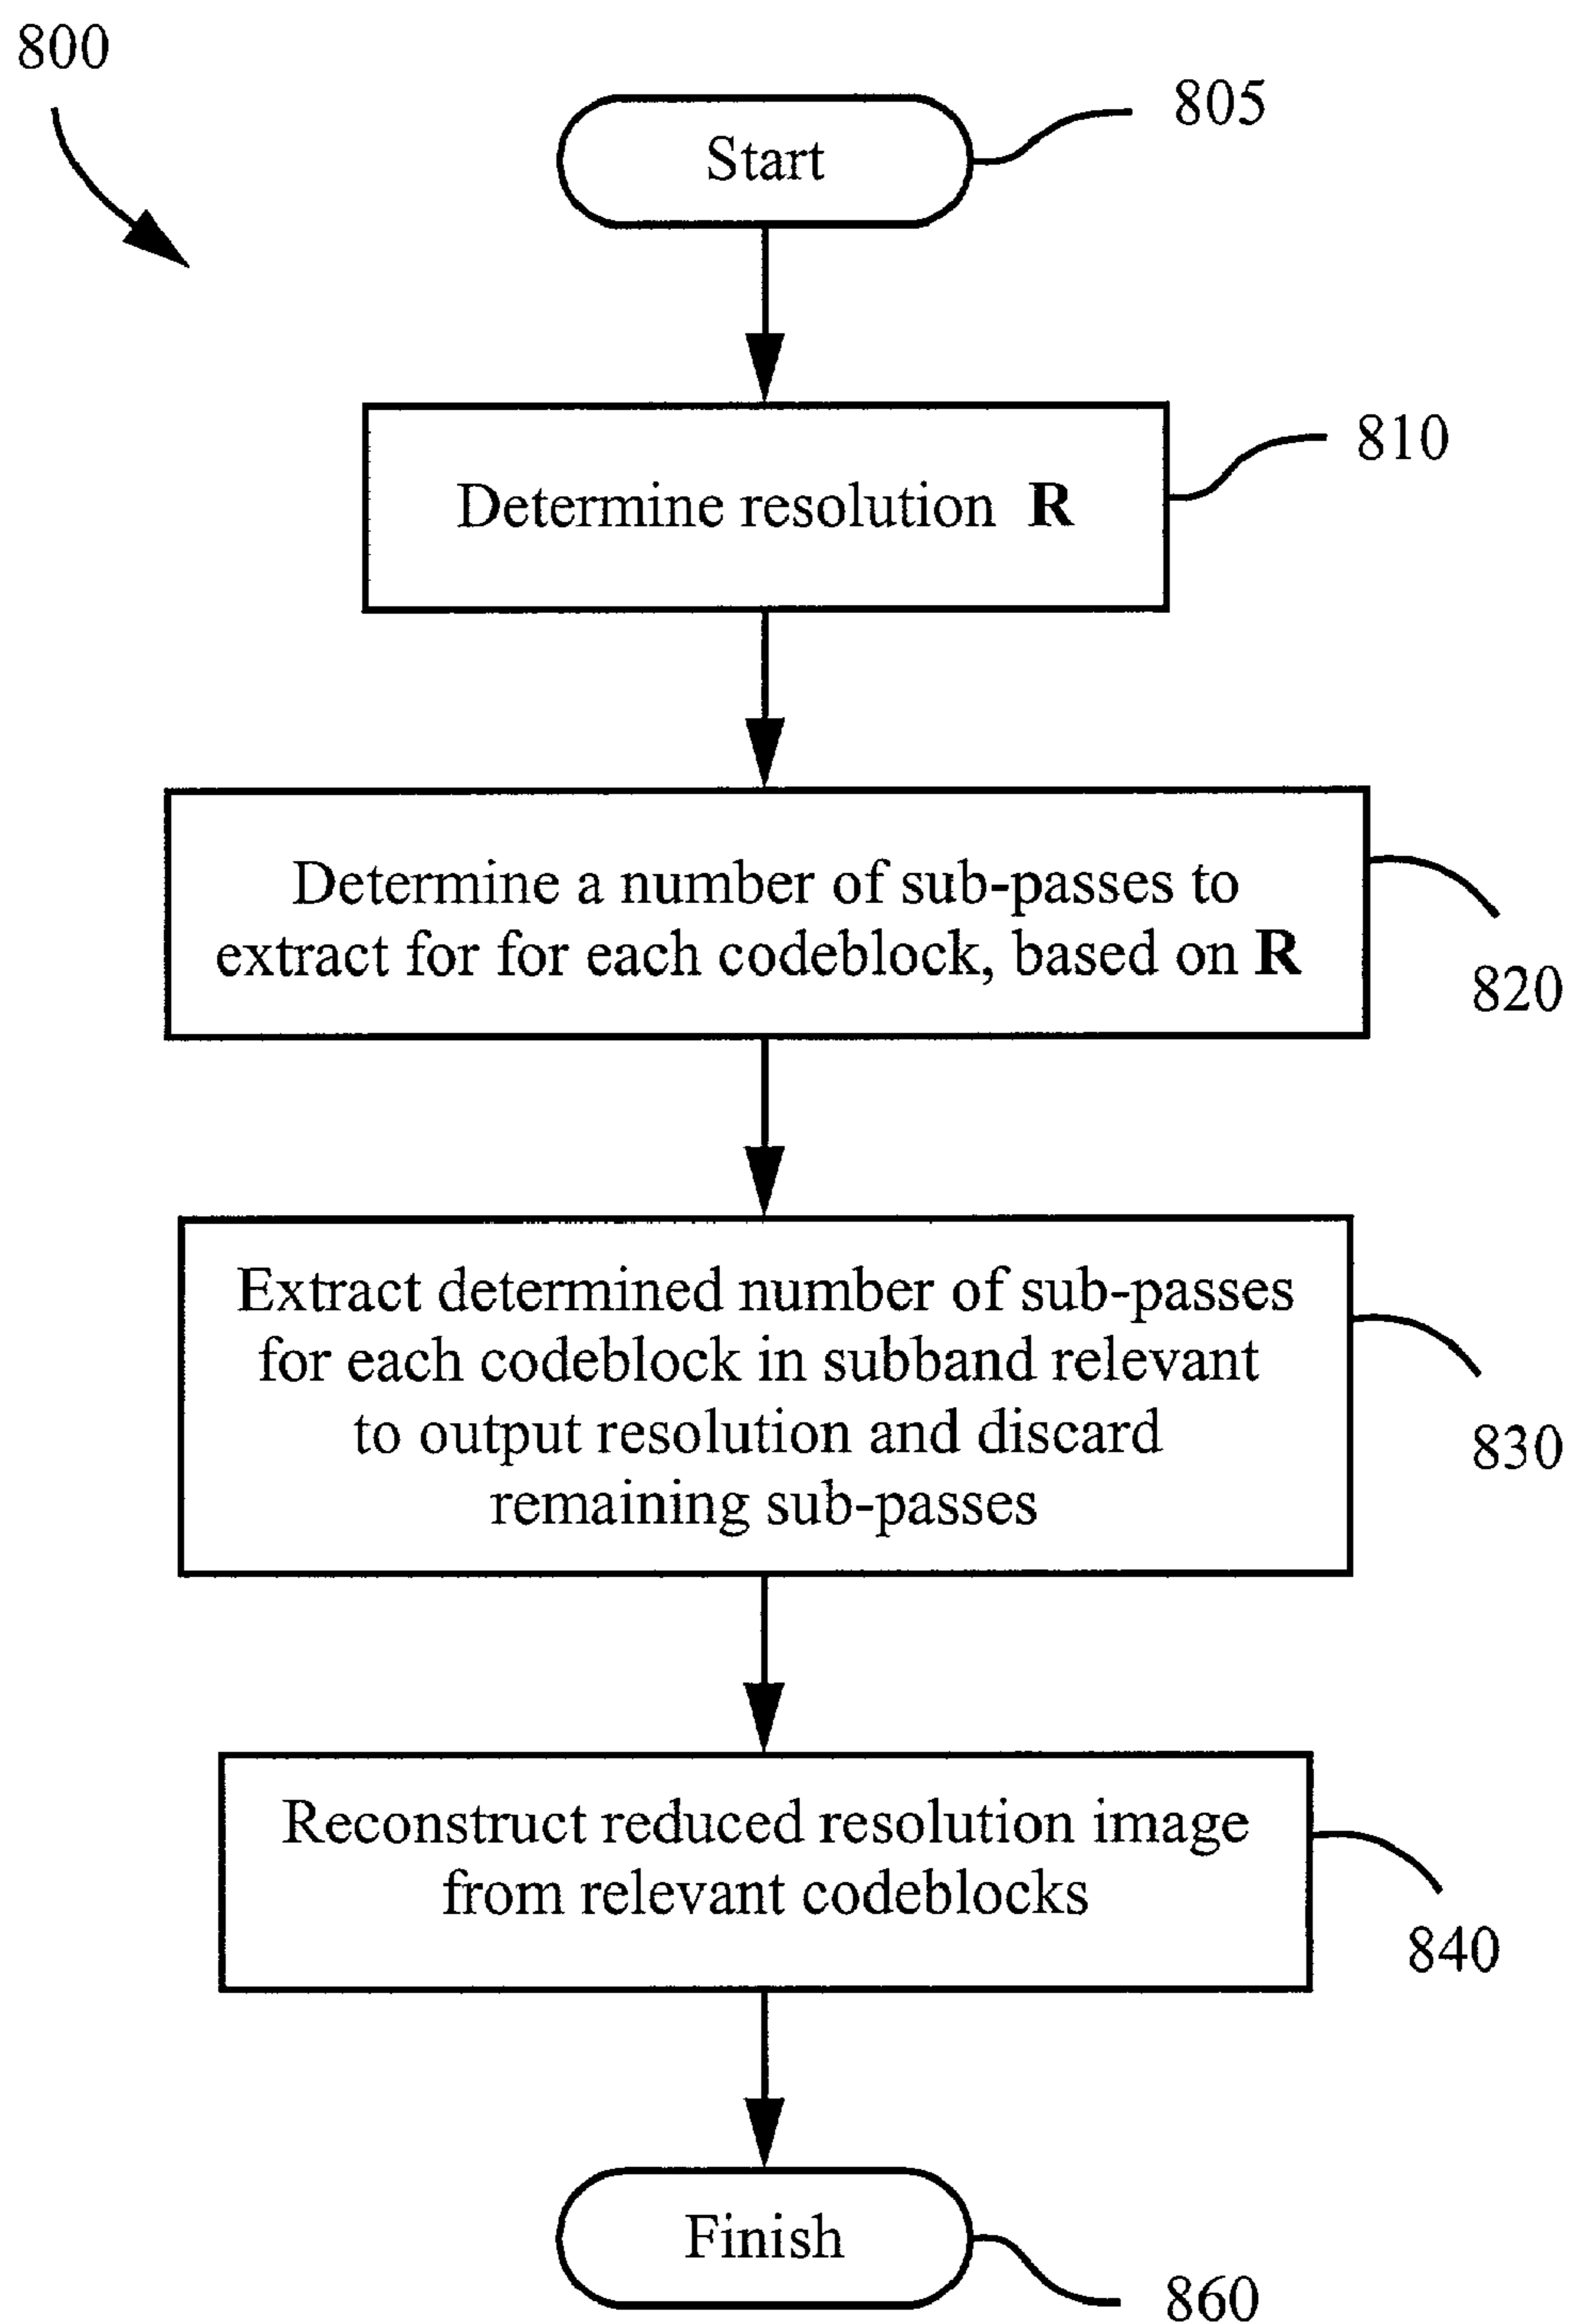 800
805
Start
810
Determine resolution R
Determine a number of sub-passes to
extract for for each codeblock, based on R
820
Extract determined number of sub-passes
for each codeblock in subband relevant
to output resolution and discard
remaining sub-passes
830
Reconstruct reduced resolution image
from relevant codeblocks
840
Finish
860